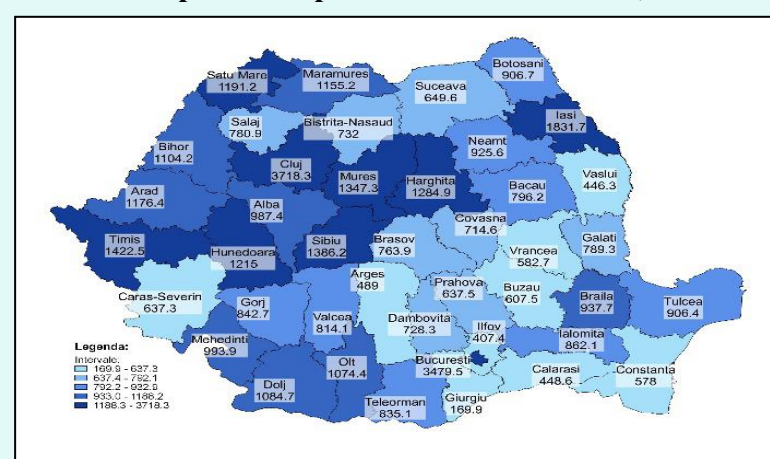 Satu Mare
1191.2
Maramures
1155.2
Suceava
649.6
Botosani
906.7
Salaj
780.9
Bistrita-Nasaud
732
Iasi
1831.7
Bihor
1104.2
Cluj
3718.3
Mures
1347.3
Harghita
1284.9
Neamt
925.6
Vaslui
446.3
Arad
1176.4
Alba
987.4
Bacau
796.2
Timis
1422.5
Hunedoara
1215
Sibiu
1386.2
Brasov
763.9
Covasna
714.6
Vrancea
582.7
Galati
789.3
Caras-Severin
637.3
Gorj
842.7
Valcea
814.1
Arges
489
Prahova
637.5
Buzau
607.5
Braila
937.7
Tulcea
906.4
Dambovita
728.3
Ilfov
407.4
Ialomita
862.1
Mehedinti
993.9
Olt
1074.4
Bucuresti
3479.5
Calarasi
448.6
Constanta
578
Dolj
1084.7
Teleorman
835.1
Giurgiu
169.9
Legenda:
Intervale:
169.9 - 637.3
637.4 - 792.1
933.0 - 1188.2